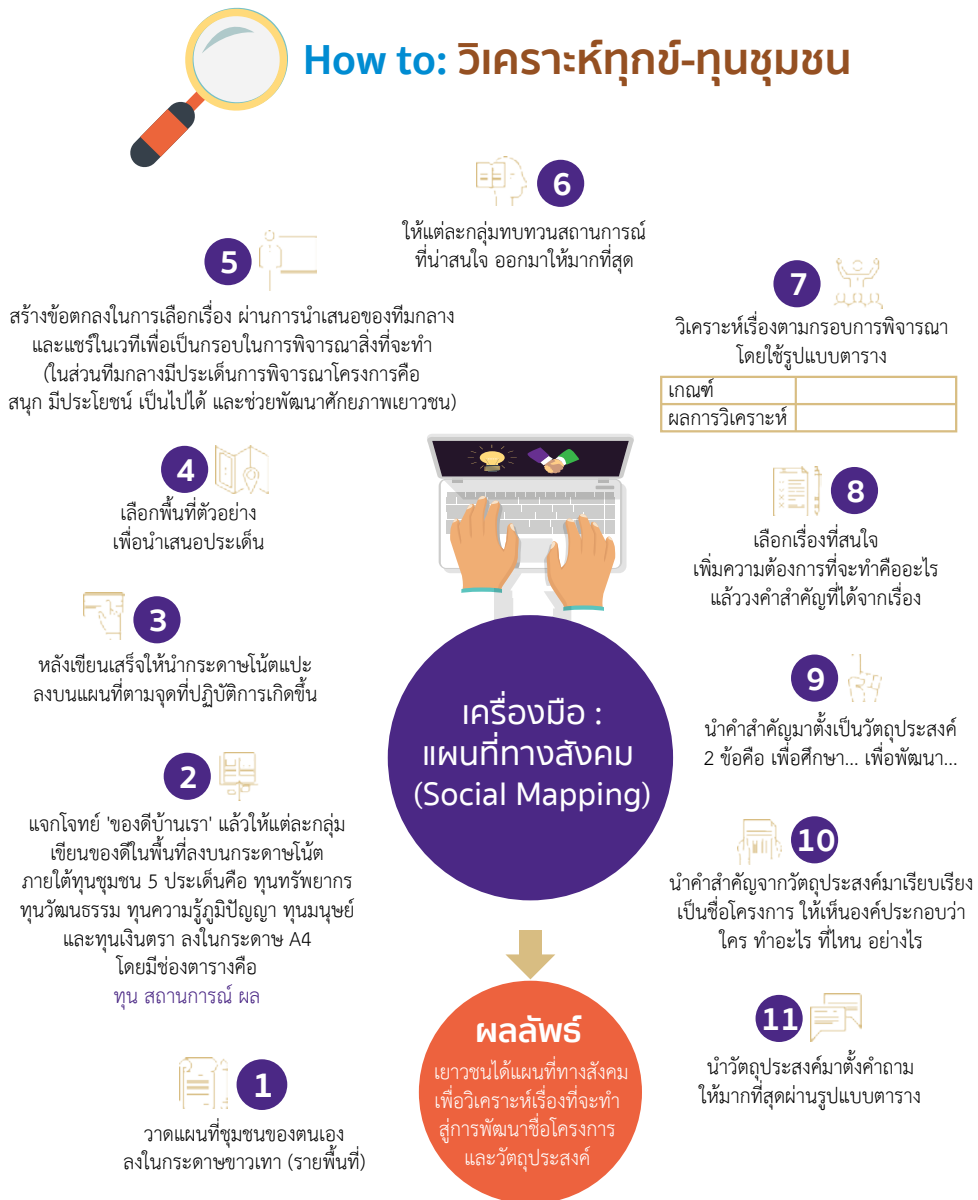 How to: วิเคราะห์ทุกข์-ทุนชุมชน
6
ให้แต่ละกลุ่มทบทวนสถานการณ์
ที่น่าสนใจ ออกมาให้มากที่สุด
5
สร้างข้อตกลงในการเลือกเรื่อง ผ่านการนำเสนอของทีมกลาง
และแชร์ในเวทีเพื่อเป็นกรอบในการพิจารณาสิ่งที่จะทำ
(ในส่วนทีมกลางมีประเด็นการพิจารณาโครงการคือ
สนุก มีประโยชน์ เป็นไปได้ และช่วยพัฒนาศักยภาพเยาวชน)
7
วิเคราะห์เรื่องตามกรอบการพิจารณา
โดยใช้รูปแบบตาราง
เกณฑ์
ผลการวิเคราะห์
4
เลือกพื้นที่ตัวอย่าง
เพื่อนำเสนอประเด็น
8
เลือกเรื่องที่สนใจ
เพิ่มความต้องการที่จะทำคืออะไร
แล้ววงคำสำคัญที่ได้จากเรื่อง
3
หลังเขียนเสร็จให้นำกระดาษโน้ตแปะ
ลงบนแผนที่ตามจุดที่ปฏิบัติการเกิดขึ้น
9
นำคำสำคัญมาตั้งเป็นวัตถุประสงค์
2 ข้อคือ เพื่อศึกษา... เพื่อพัฒนา...
เครื่องมือ :
แผนที่ทางสังคม
(Social Mapping)
2
แจกโจทย์ 'ของดีบ้านเรา' แล้วให้แต่ละกลุ่ม
เขียนของดีในพื้นที่ลงบนกระดาษโน้ต
ภายใต้ทุนชุมชน 5 ประเด็นคือ ทุนทรัพยากร
ทุนวัฒนธรรม ทุนความรู้ภูมิปัญญา ทุนมนุษย์
และทุนเงินตรา ลงในกระดาษ A4
โดยมีช่องตารางคือ
ทุน สถานการณ์ ผล
10
นำคำสำคัญจากวัตถุประสงค์มาเรียบเรียง
เป็นชื่อโครงการ ให้เห็นองค์ประกอบว่า
ใคร ทำอะไร ที่ไหน อย่างไร
1
วาดแผนที่ชุมชนของตนเอง
ลงในกระดาษขาวเทา (รายพื้นที่)
ผลลัพธ์
เยาวชนได้แผนที่ทางสังคม
เพื่อวิเคราะห์เรื่องที่จะทำ
สู่การพัฒนาชื่อโครงการ
และวัตถุประสงค์
11
นำวัตถุประสงค์มาตั้งคำถาม
ให้มากที่สุดผ่านรูปแบบตาราง